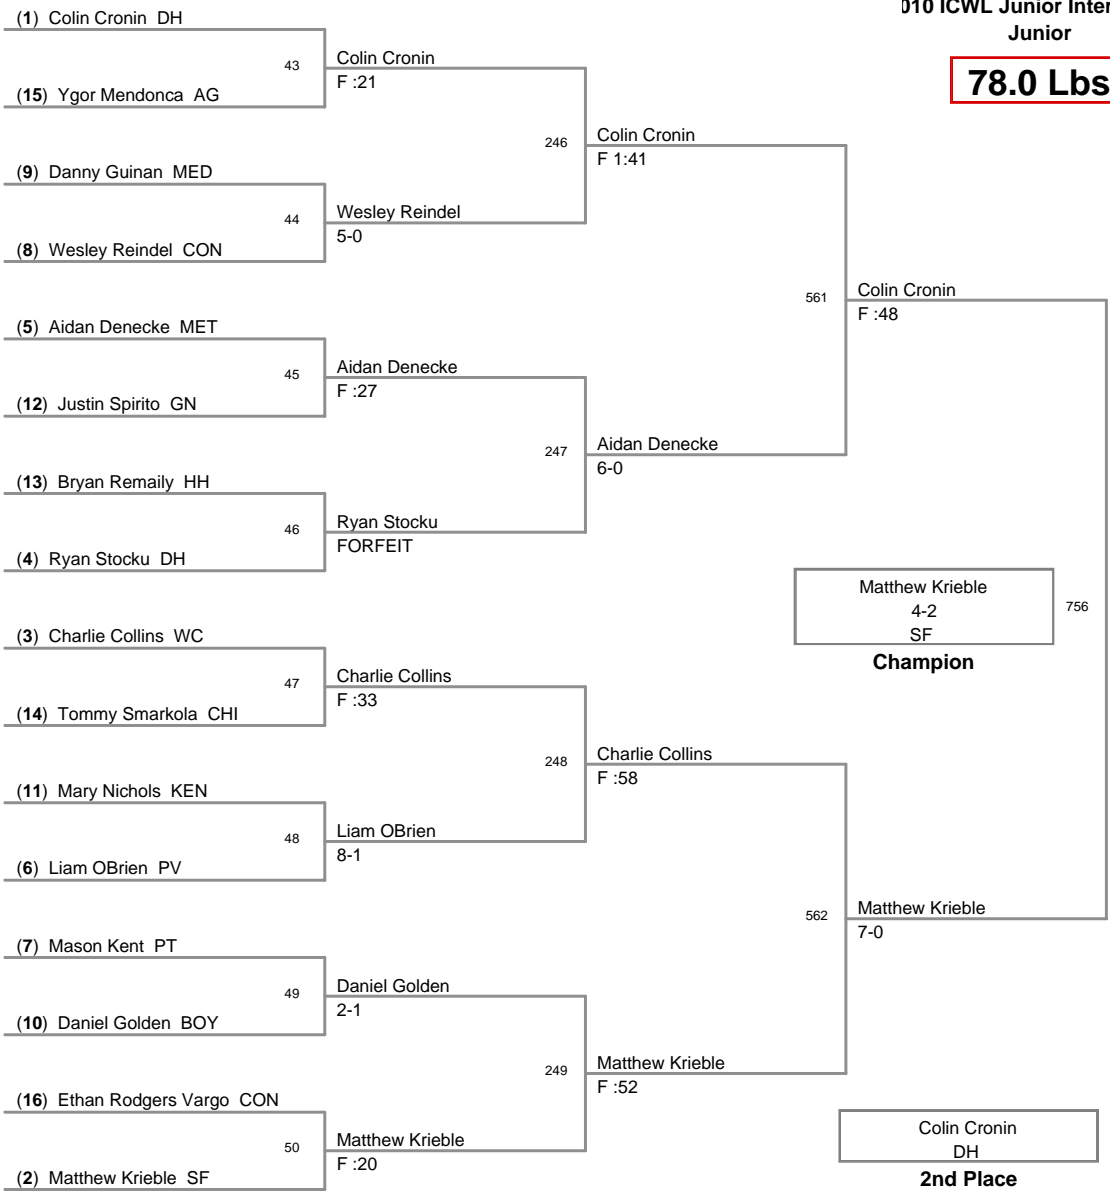 010 ICWL Junior Inter
Junior
78.0 Lbs
(1) Colin Cronin DH
43
Colin Cronin
F :21
(15) Ygor Mendonca AG
246
Colin Cronin
F 1:41
(9) Danny Guinan MED
44
Wesley Reindel
5-0
(8) Wesley Reindel CON
561
Colin Cronin
F :48
(5) Aidan Denecke MET
45
Aidan Denecke
F :27
(12) Justin Spirito GN
247
Aidan Denecke
6-0
(13) Bryan Remaily HH
46
Ryan Stocku
FORFEIT
(4) Ryan Stocku DH
Matthew Krieble
4-2
SF
Champion
756
(3) Charlie Collins WC
47
Charlie Collins
F :33
(14) Tommy Smarkola CHI
248
Charlie Collins
F :58
(11) Mary Nichols KEN
48
Liam OBrien
8-1
(6) Liam OBrien PV
562
Matthew Krieble
7-0
(7) Mason Kent PT
49
Daniel Golden
2-1
(10) Daniel Golden BOY
249
Matthew Krieble
F :52
(16) Ethan Rodgers Vargo CON
50
Matthew Krieble
F :20
(2) Matthew Krieble SF
Colin Cronin
DH
2nd Place